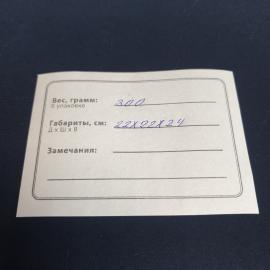 Вес, грамм: 300
в упаковке
Габариты, см: 22х02х24
Д х Ш х В
Замечания: